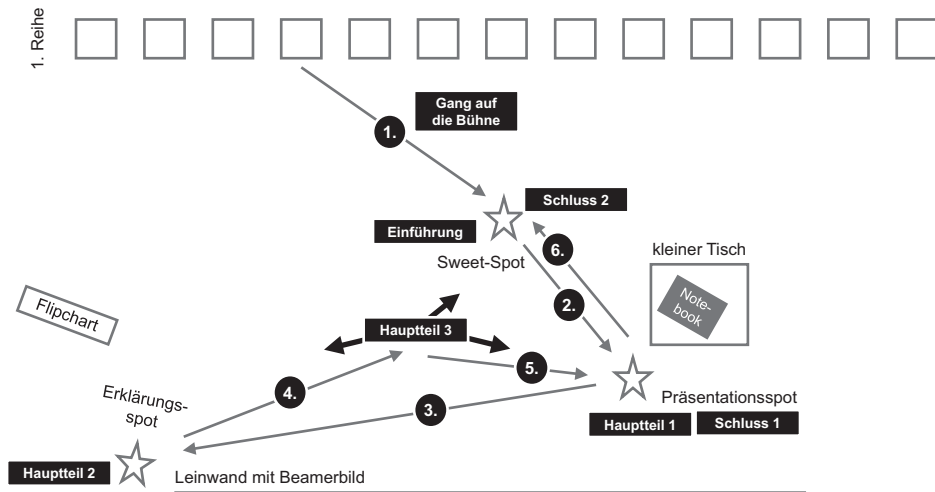 1. Reihe
Gang auf
die Bühne
1.
Schluss 2
Einführung
6.
kleiner Tisch
Sweet-Spot
2.
Note-
book
Flipchart
Hauptteil 3
5.
4.
Erklärungs-
spot
3.
Präsentationsspot
Hauptteil 1
Schluss 1
Hauptteil 2
Leinwand mit Beamerbild